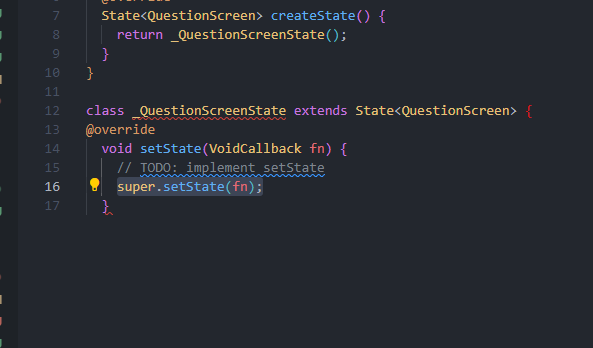 @override
7 State<QuestionScreen> createState() {
8 return _QuestionScreenState();
9 }
10 }
11
12 class _QuestionScreenState extends State<QuestionScreen> {
13 @override
14 void setState(VoidCallback fn) {
15 // TODO: implement setState
16 super.setState(fn);
17 }